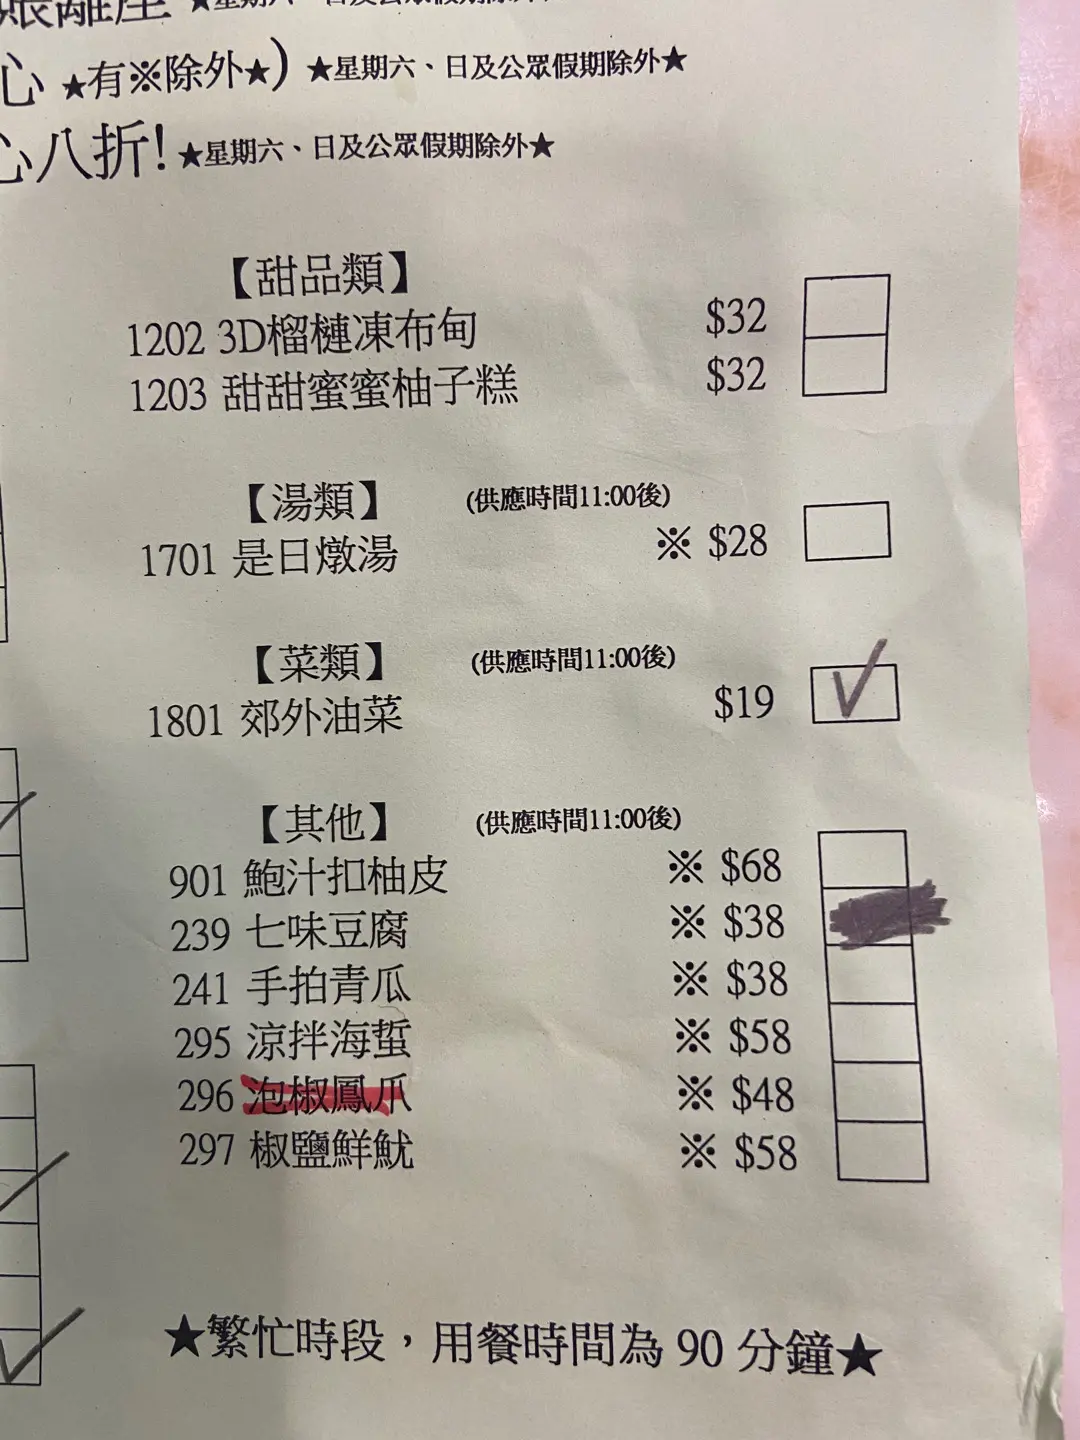 心 ★有※除外★) ★星期六、日及公眾假期除外★
心八折! ★星期六、日及公眾假期除外★
【甜品類】
1202 3D榴槤凍布甸 $32
1203 甜甜蜜蜜柚子糕 $32
【湯類】 (供應時間11:00後)
1701 是日燉湯 ※ $28
【菜類】 (供應時間11:00後)
1801 郊外油菜 $19
【其他】 (供應時間11:00後)
901 鮑汁扣柚皮 ※ $68
239 七味豆腐 ※ $38
241 手拍青瓜 ※ $38
295 涼拌海蜇 ※ $58
296 泡椒鳳爪 ※ $48
297 椒鹽鮮魷 ※ $58
★繁忙時段，用餐時間為 90 分鐘★